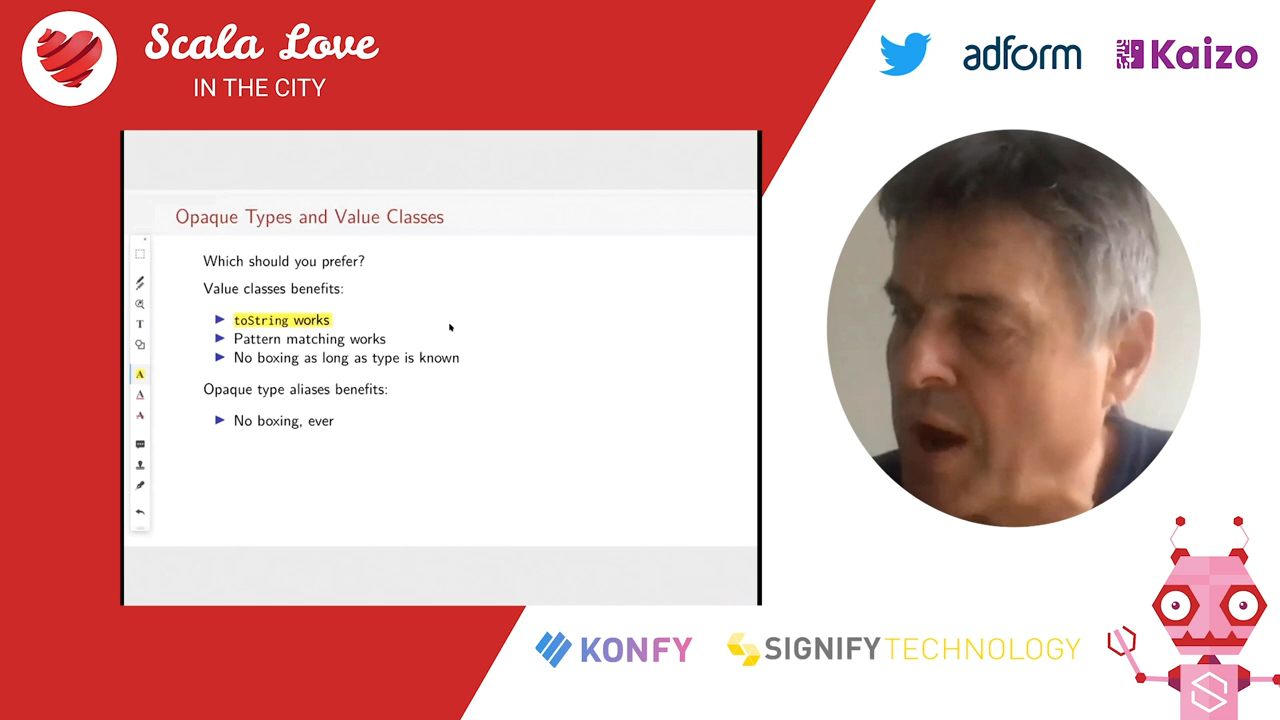 Scala Love
IN THE CITY
adform
Kaizo
Opaque Types and Value Classes
Which should you prefer?
Value classes benefits:
toString works
Pattern matching works
No boxing as long as type is known
Opaque type aliases benefits:
No boxing, ever
T
A
A
A
KONFY
SIGNIFYTECHNOLOGY
S